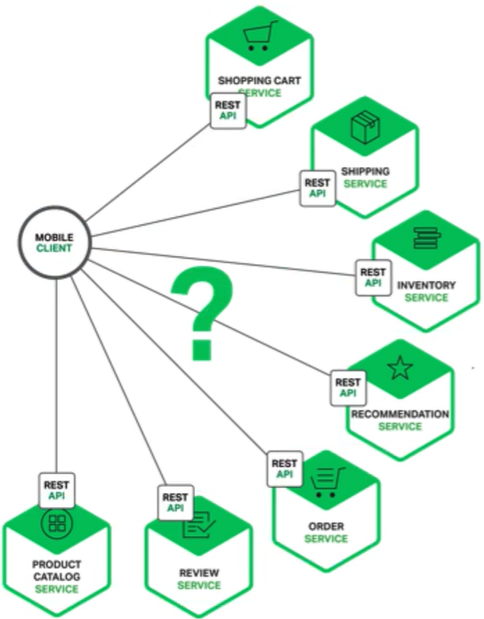 SHOPPING CART
SERVICE
REST
API
SHIPPING
SERVICE
REST
API
MOBILE
CLIENT
INVENTORY
SERVICE
REST
API
?
REST
API
RECOMMENDATION
SERVICE
REST
API
ORDER
SERVICE
REST
API
REVIEW
SERVICE
REST
API
PRODUCT
CATALOG
SERVICE